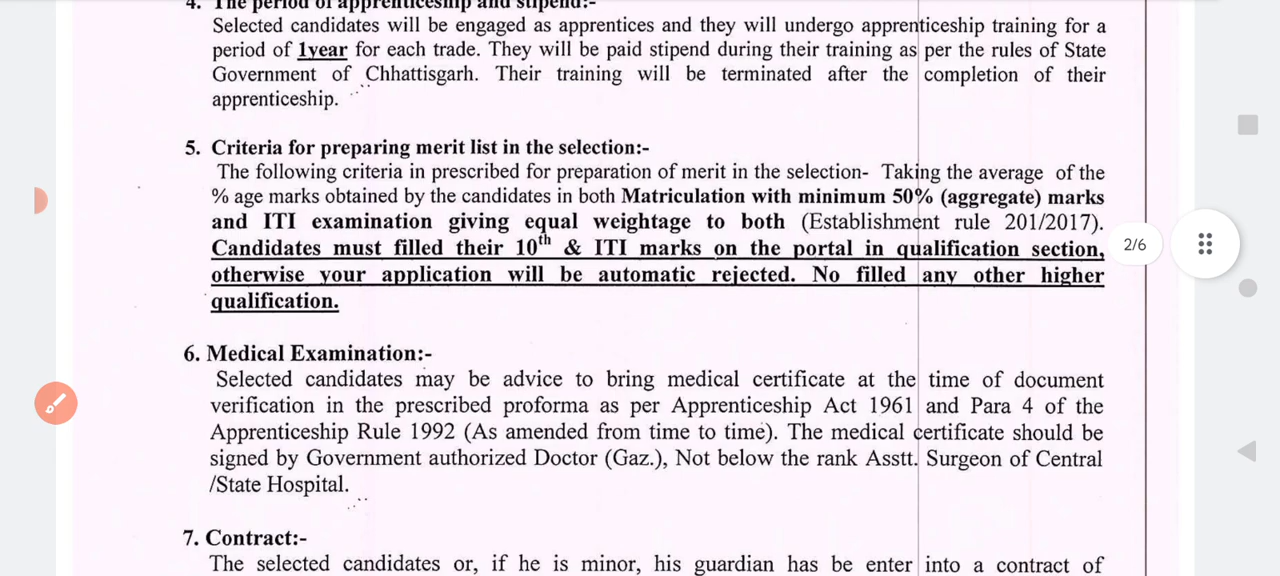 4. The period of apprenticeship and stipend:-
Selected candidates will be engaged as apprentices and they will undergo apprenticeship training for a
period of 1year for each trade. They will be paid stipend during their training as per the rules of State
Government of Chhattisgarh. Their training will be terminated after the completion of their
apprenticeship.
5. Criteria for preparing merit list in the selection:-
The following criteria in prescribed for preparation of merit in the selection- Taking the average of the
% age marks obtained by the candidates in both Matriculation with minimum 50% (aggregate) marks
and ITI examination giving equal weightage to both (Establishment rule 201/2017).
Candidates must filled their 10th & ITI marks on the portal in qualification section,
otherwise your application will be automatic rejected. No filled any other higher
qualification.
2/6
6. Medical Examination:-
Selected candidates may be advice to bring medical certificate at the time of document
verification in the prescribed proforma as per Apprenticeship Act 1961 and Para 4 of the
Apprenticeship Rule 1992 (As amended from time to time). The medical certificate should be
signed by Government authorized Doctor (Gaz.), Not below the rank Asstt. Surgeon of Central
/State Hospital.
7. Contract:-
The selected candidates or, if he is minor, his guardian has be enter into a contract of